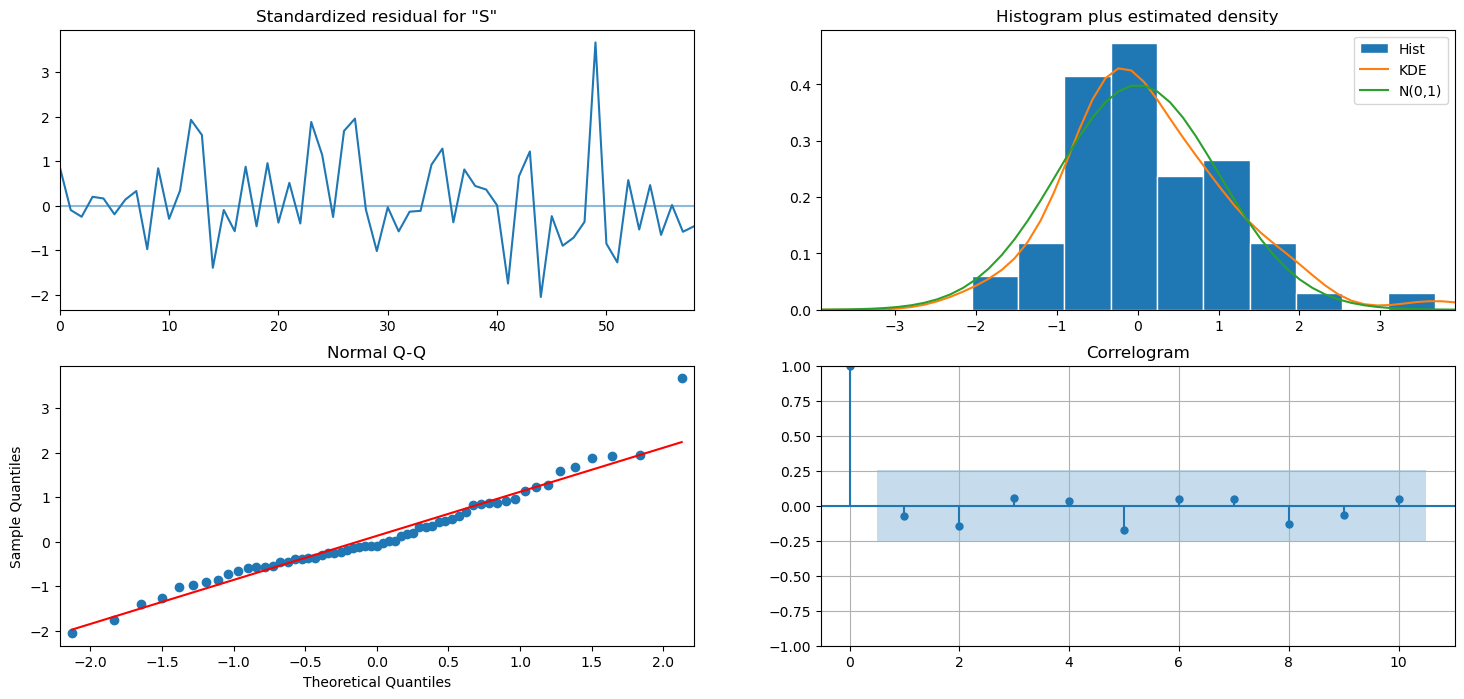 Standardized residual for "S"
3
2
1
0
−1
−2
0 10 20 30 40 50
Histogram plus estimated density
Hist
KDE
N(0,1)
0.4
0.3
0.2
0.1
0.0
−3 −2 −1 0 1 2 3
Normal Q-Q
Sample Quantiles
3
2
1
0
−1
−2
−2.0 −1.5 −1.0 −0.5 0.0 0.5 1.0 1.5 2.0
Theoretical Quantiles
Correlogram
1.00
0.75
0.50
0.25
0.00
−0.25
−0.50
−0.75
−1.00
0 2 4 6 8 10